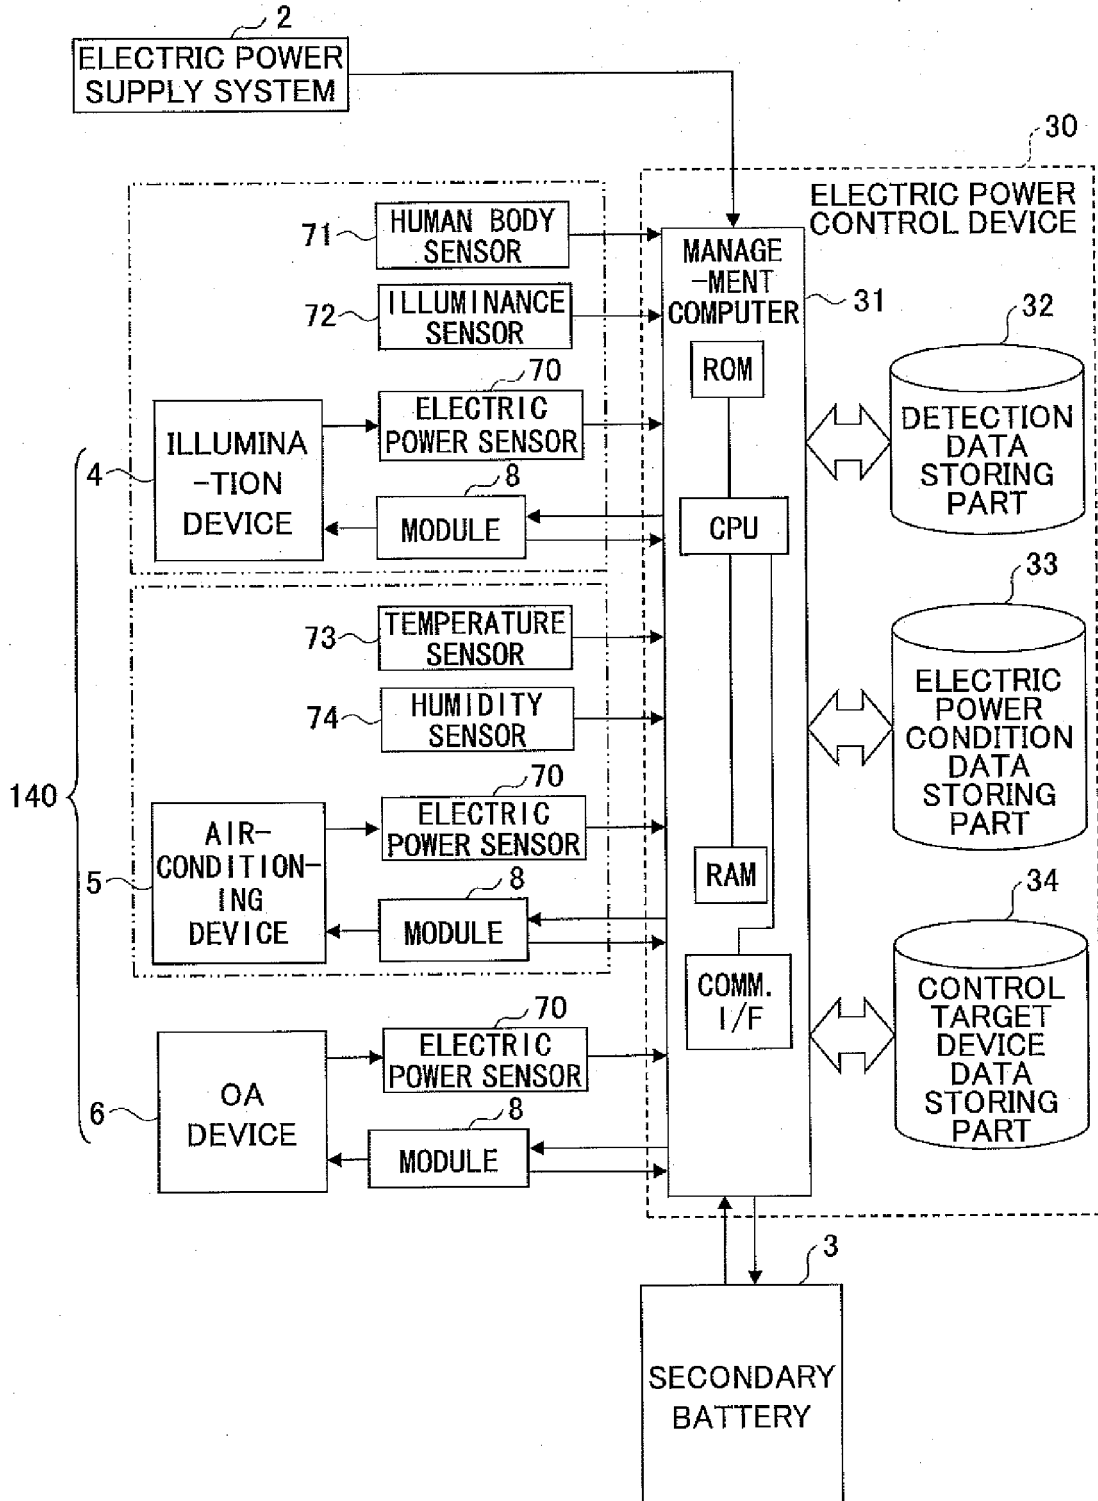 2
ELECTRIC POWER
SUPPLY SYSTEM
30
ELECTRIC POWER
CONTROL DEVICE
71
HUMAN BODY
SENSOR
72
ILLUMINANCE
SENSOR
70
ELECTRIC
POWER SENSOR
4
ILLUMINA
-TION
DEVICE
8
MODULE
73
TEMPERATURE
SENSOR
74
HUMIDITY
SENSOR
140
70
ELECTRIC
POWER SENSOR
5
AIR-
CONDITION-
ING
DEVICE
8
MODULE
70
ELECTRIC
POWER SENSOR
6
OA
DEVICE
8
MODULE
MANAGE
-MENT
COMPUTER
31
ROM
CPU
RAM
COMM.
I/F
32
DETECTION
DATA
STORING
PART
33
ELECTRIC
POWER
CONDITION
DATA
STORING
PART
34
CONTROL
TARGET
DEVICE
DATA
STORING
PART
3
SECONDARY
BATTERY